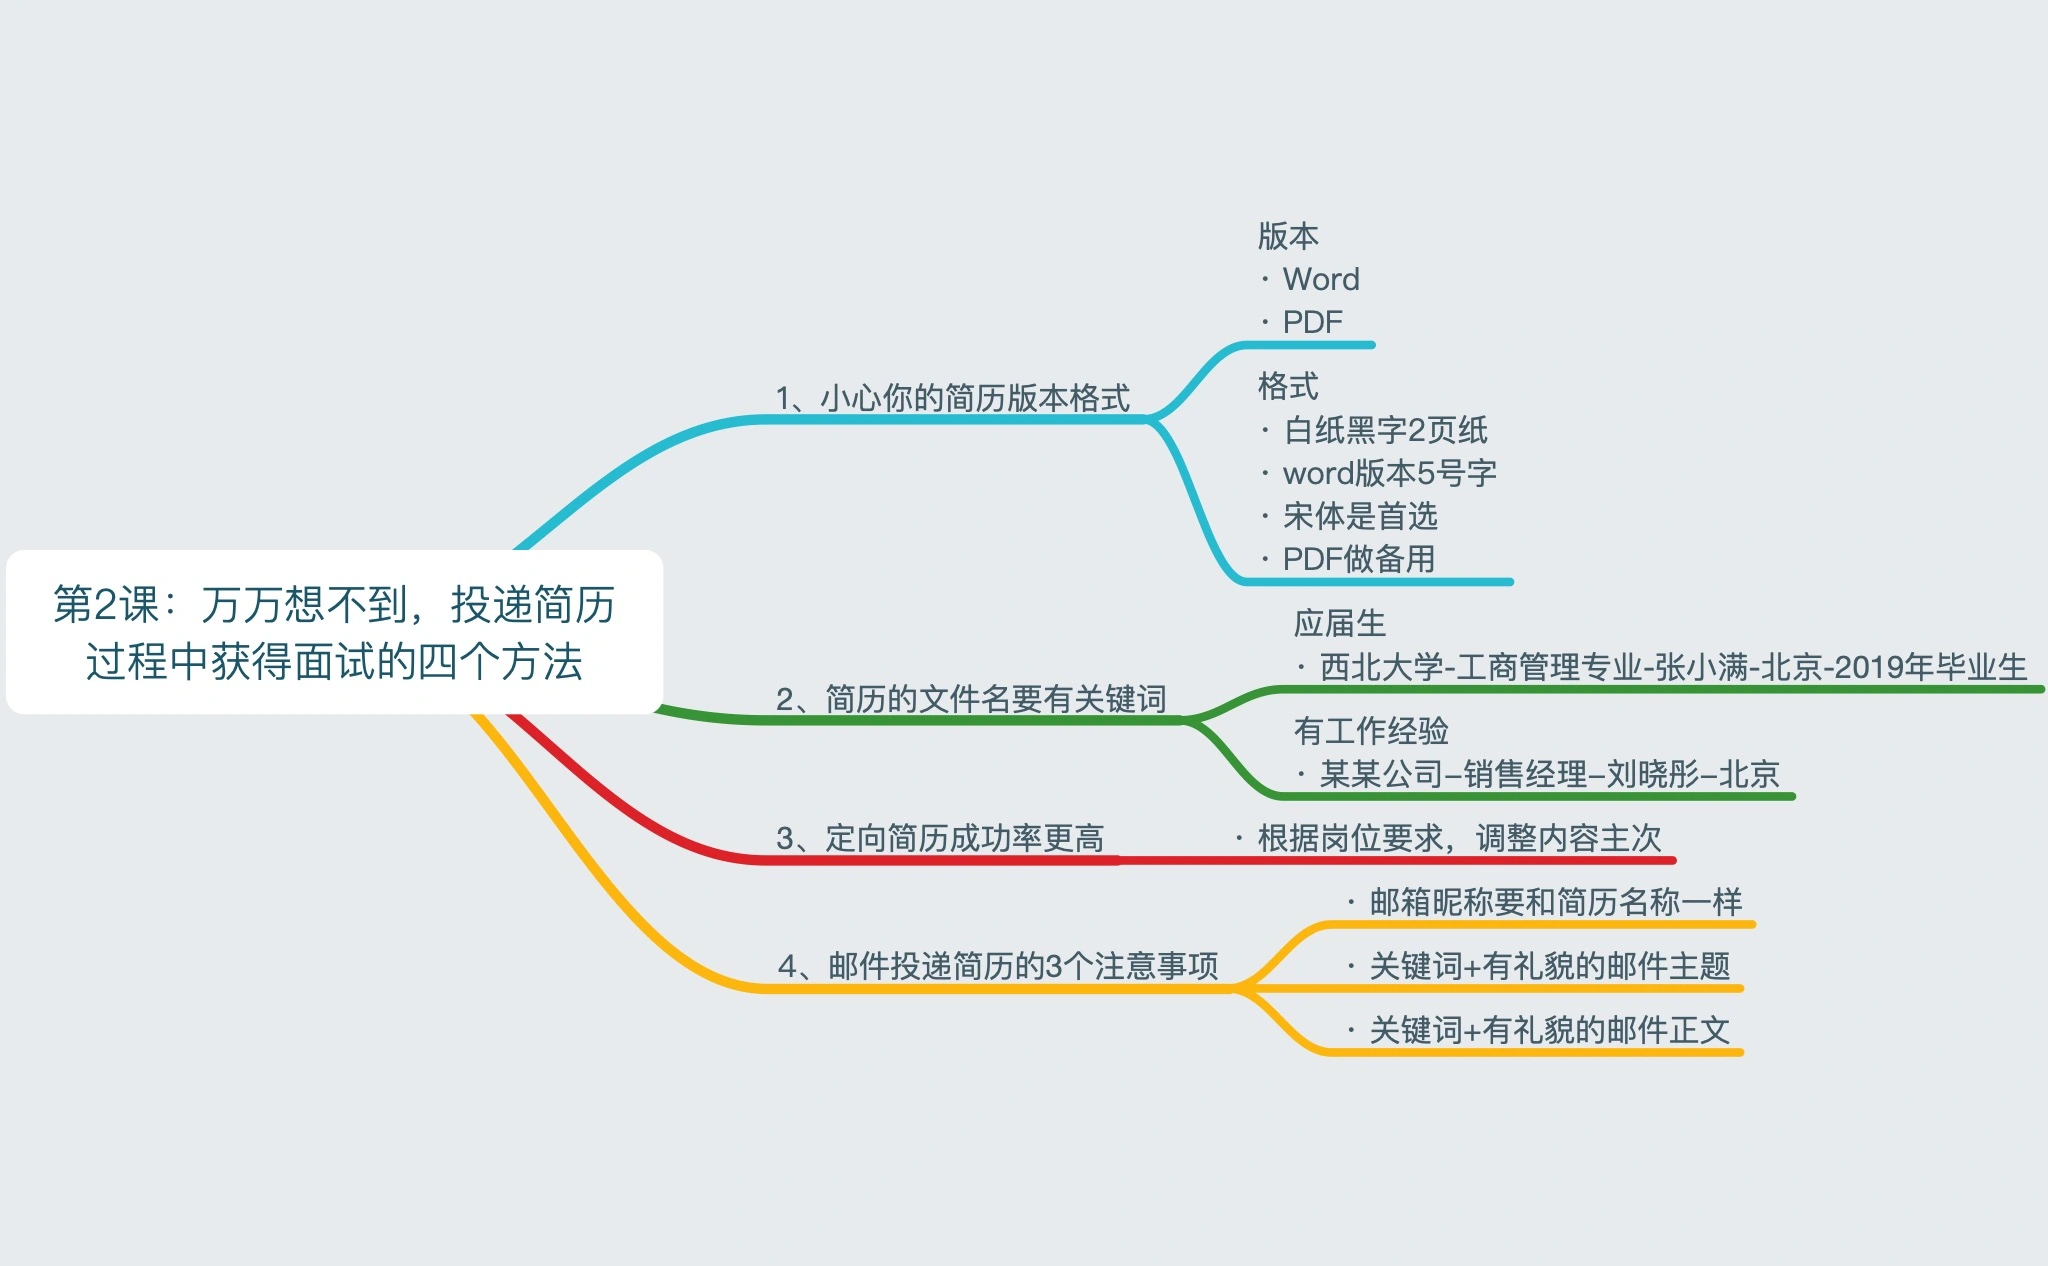 第2课：万万想不到，投递简历
过程中获得面试的四个方法
1、小心你的简历版本格式
版本
· Word
· PDF
格式
· 白纸黑字2页纸
· word版本5号字
· 宋体是首选
· PDF做备用
2、简历的文件名要有关键词
应届生
· 西北大学-工商管理专业-张小满-北京-2019年毕业生
有工作经验
· 某某公司–销售经理–刘晓彤–北京
3、定向简历成功率更高
· 根据岗位要求，调整内容主次
4、邮件投递简历的3个注意事项
· 邮箱昵称要和简历名称一样
· 关键词+有礼貌的邮件主题
· 关键词+有礼貌的邮件正文